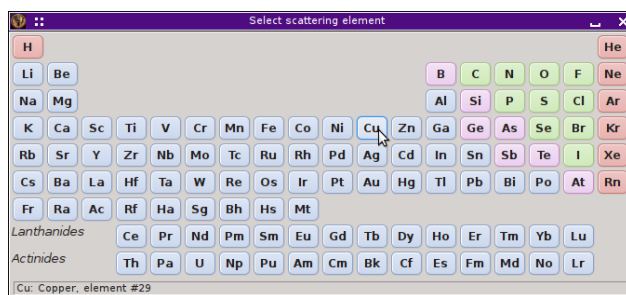 Select scattering element
H He
Li Be B C N O F Ne
Na Mg Al Si P S Cl Ar
K Ca Sc Ti V Cr Mn Fe Co Ni Cu Zn Ga Ge As Se Br Kr
Rb Sr Y Zr Nb Mo Tc Ru Rh Pd Ag Cd In Sn Sb Te I Xe
Cs Ba La Hf Ta W Re Os Ir Pt Au Hg Tl Pb Bi Po At Rn
Fr Ra Ac Rf Ha Sg Bh Hs Mt
Lanthanides Ce Pr Nd Pm Sm Eu Gd Tb Dy Ho Er Tm Yb Lu
Actinides Th Pa U Np Pu Am Cm Bk Cf Es Fm Md No Lr
Cu: Copper, element #29